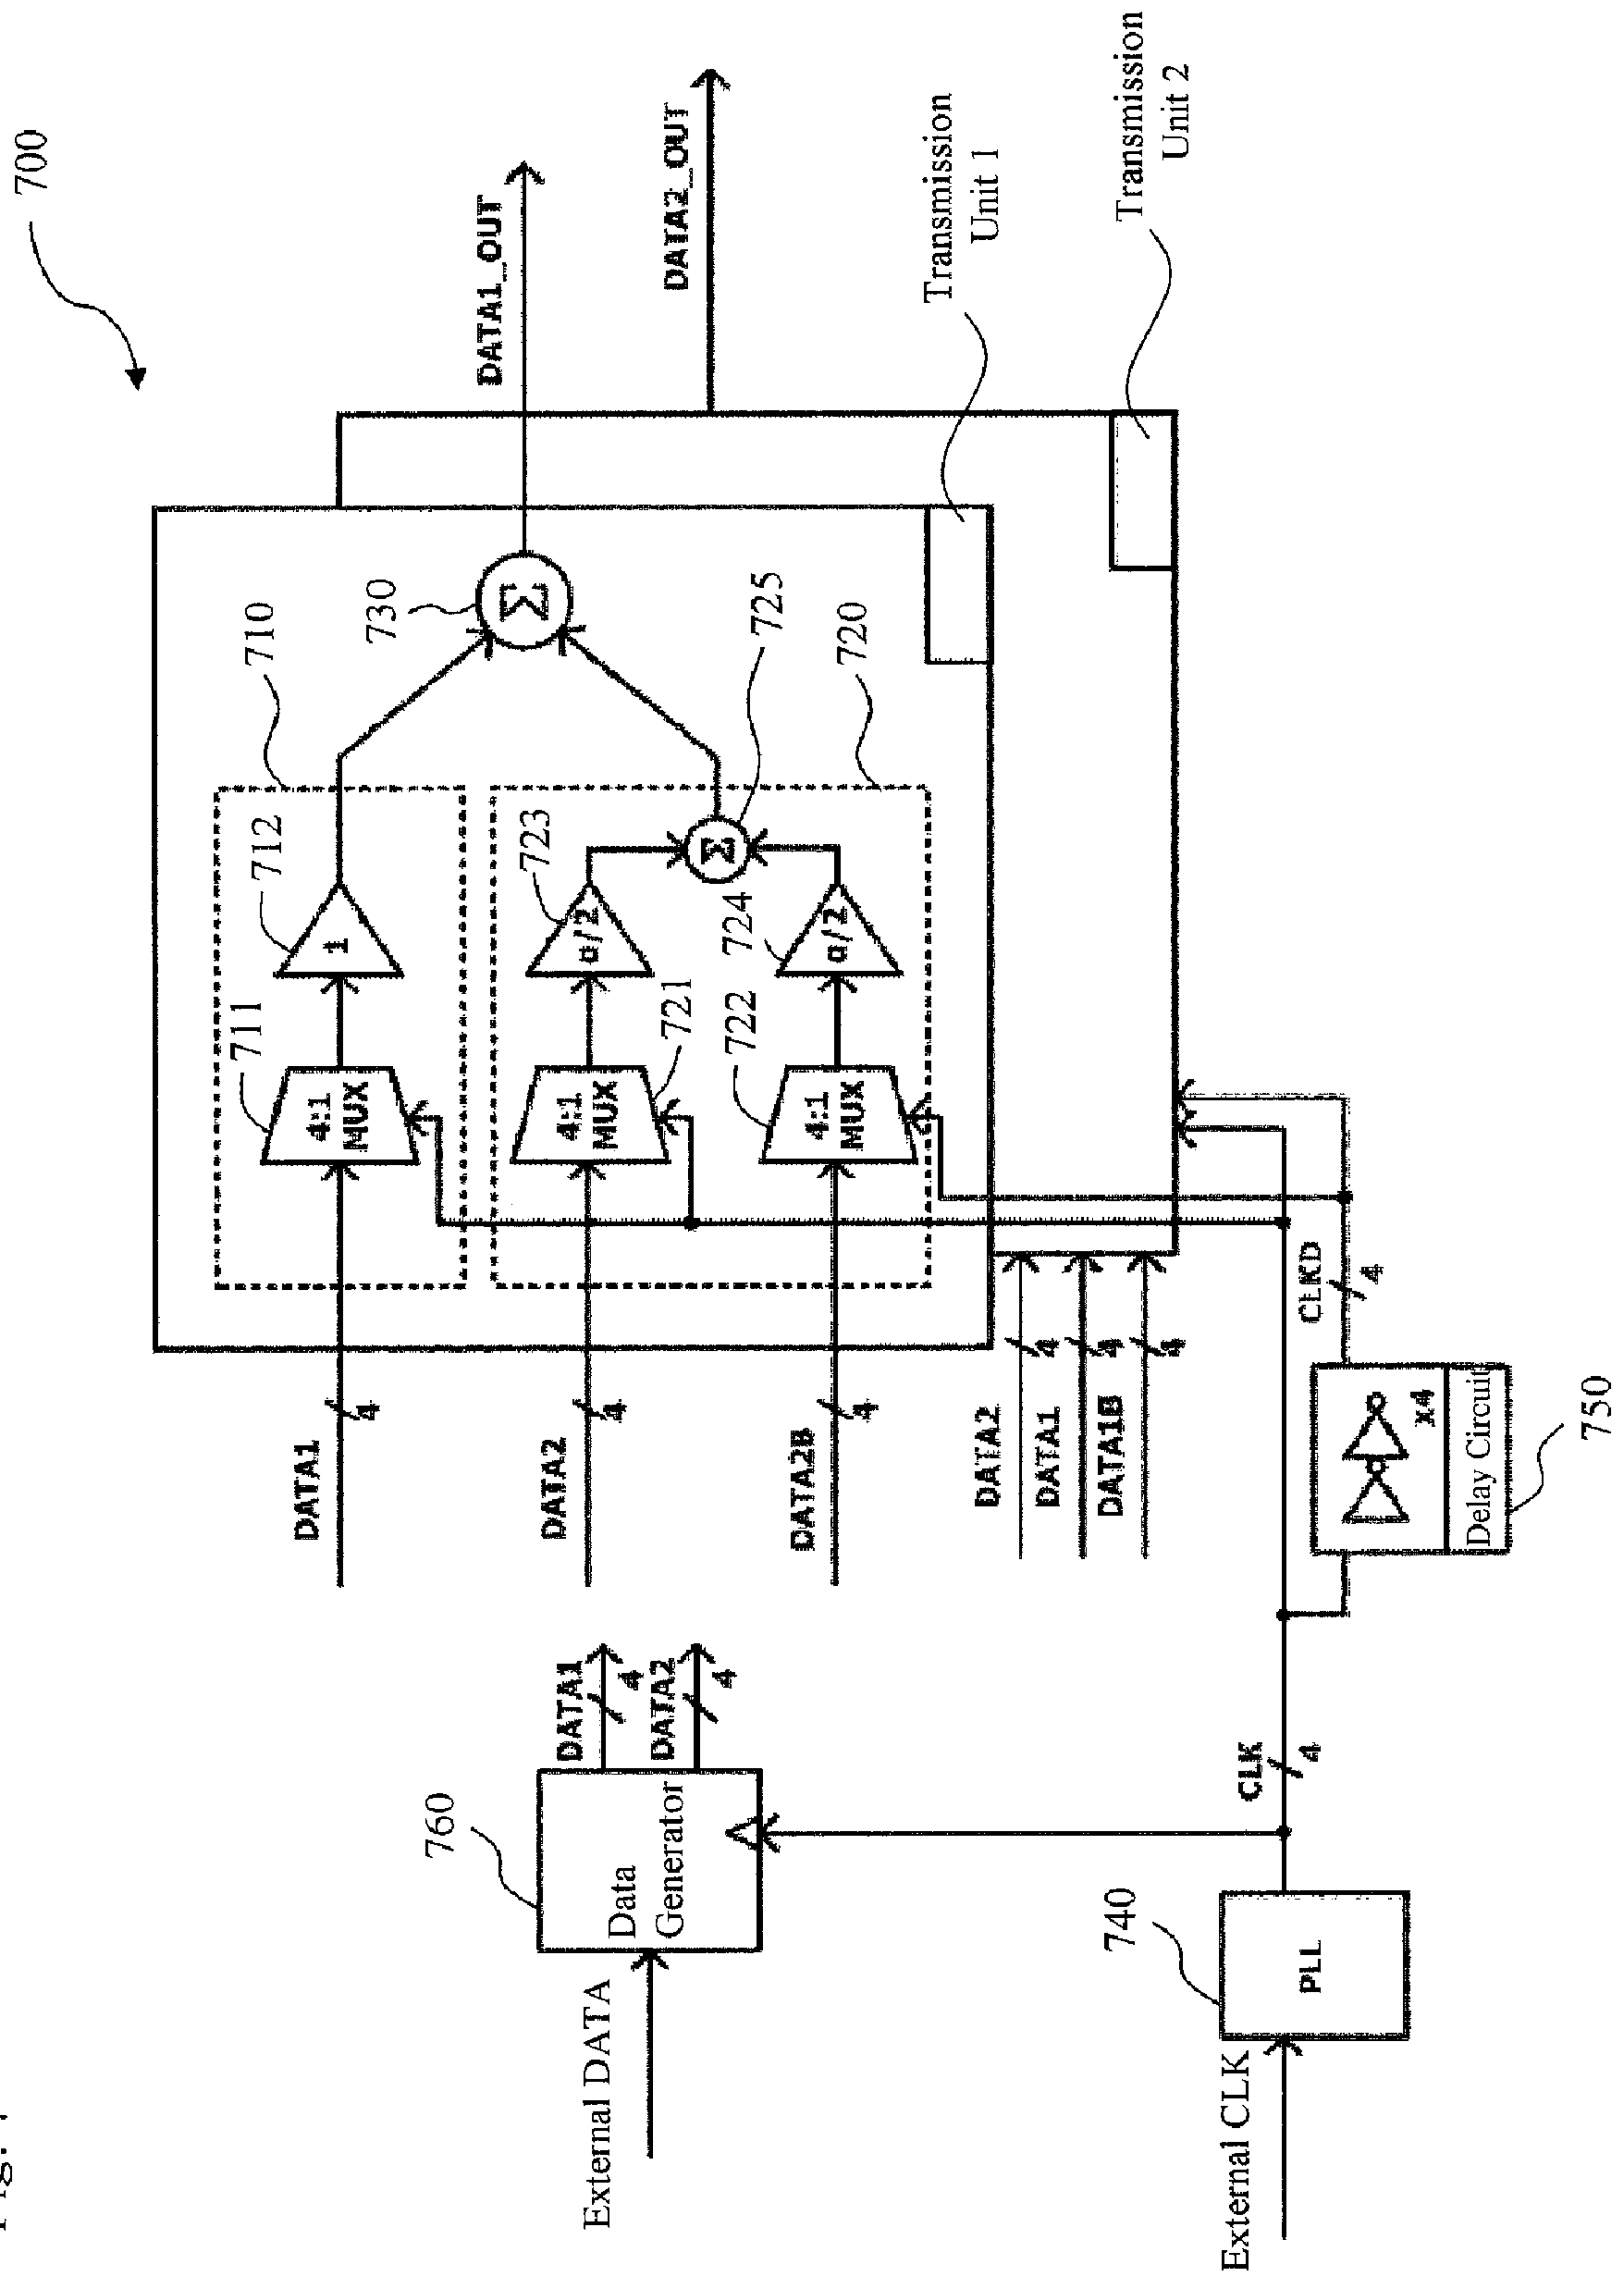 700
DATA1_OUT
DATA2_OUT
Transmission
Unit 1
Transmission
Unit 2
710
712
1
711
4:1
MUX
730
Σ
723
a/2
721
4:1
MUX
725
Σ
724
a/2
722
4:1
MUX
720
DATA1
4
DATA2
4
DATA2B
4
DATA2
4
DATA1
4
DATA1B
4
CLKD
4
x4
Delay Circuit
750
760
Data
Generator
DATA1
4
DATA2
4
External DATA
CLK
4
740
PLL
External CLK